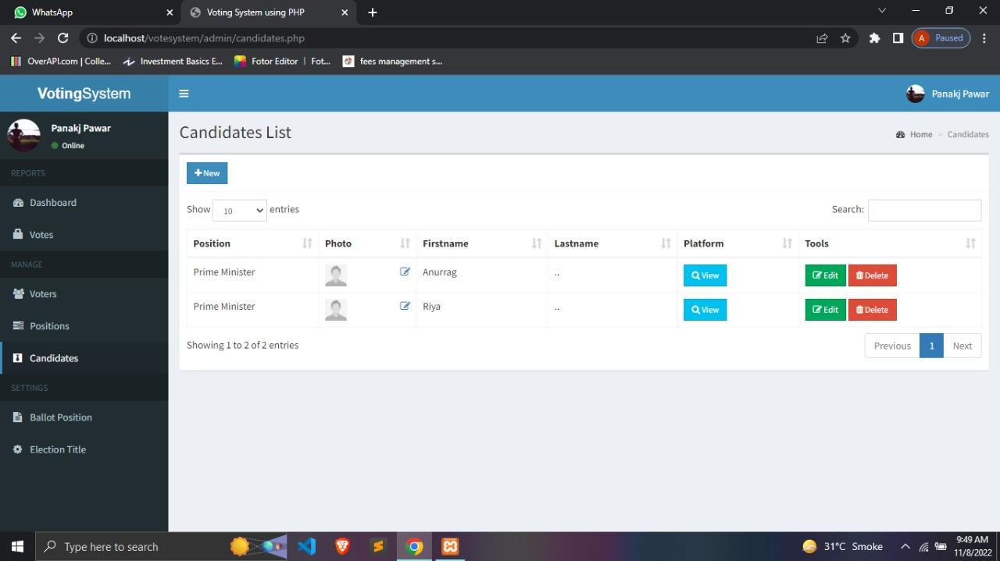 WhatsApp
Voting System using PHP
localhost/votesystem/admin/candidates.php
A Paused
OverAPI.com | Colle...
Investment Basics E...
Fotor Editor | Fot...
fees management s...
VotingSystem
Panakj Pawar
Panakj Pawar
Online
REPORTS
Dashboard
Votes
MANAGE
Voters
Positions
Candidates
SETTINGS
Ballot Position
Election Title
Candidates List
Home > Candidates
New
Show 10 entries
Search:
Position Photo Firstname Lastname Platform Tools
Prime Minister Anurrag .. View Edit Delete
Prime Minister Riya .. View Edit Delete
Showing 1 to 2 of 2 entries
Previous 1 Next
Type here to search
31°C Smoke
9:49 AM
11/8/2022